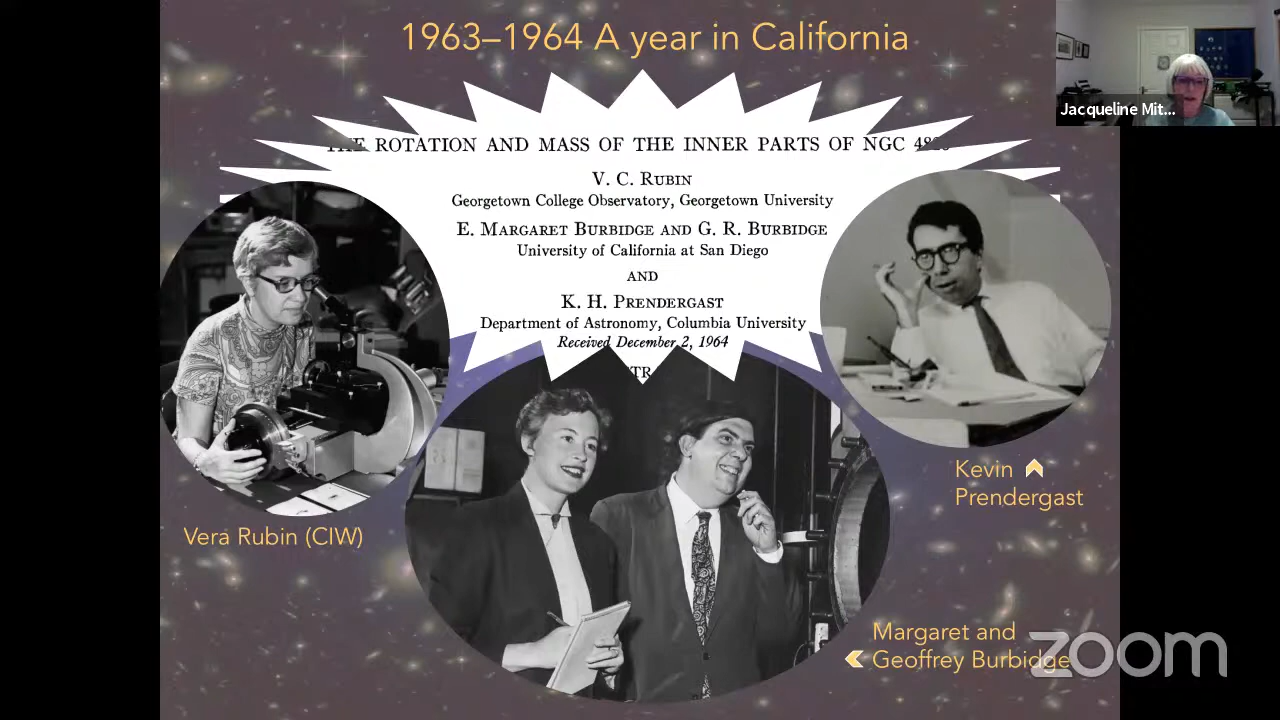 1963–1964 A year in California
Jacqueline Mit...
ROTATION AND MASS OF THE INNER PARTS OF NGC
V. C. RUBIN
Georgetown College Observatory, Georgetown University
E. MARGARET BURBIDGE AND G. R. BURBIDGE
University of California at San Diego
AND
K. H. PRENDERGAST
Department of Astronomy, Columbia University
Received December 2, 1964
Kevin
Prendergast
Vera Rubin (CIW)
Margaret and
Geoffrey Burbidge
zoom